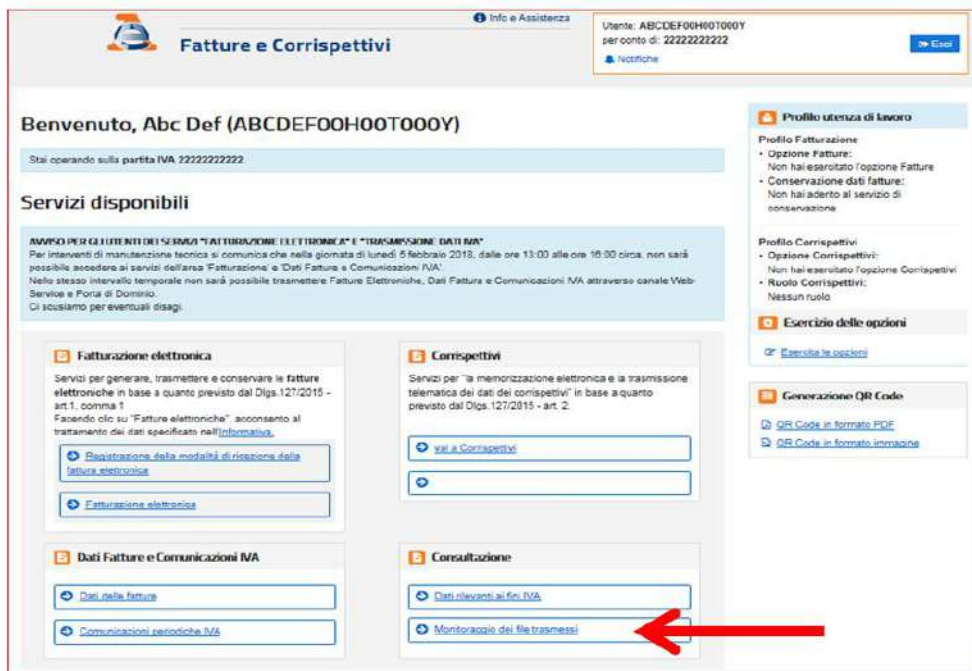 Info e Assistenza
Fatture e Corrispettivi
Utente: ABCDEF00H00T000Y
per conto di: 22222222222
Notifiche
Esci
Benvenuto, Abc Def (ABCDEF00H00T000Y)
Stai operando sulla partita IVA 22222222222.
Servizi disponibili
AVVISO PER GLI UTENTI DEI SERVIZI "FATTURAZIONE ELETTRONICA" E "TRASMISSIONE DATI IVA"
Per interventi di manutenzione tecnica si comunica che nella giornata di lunedì 5 febbraio 2018, dalle ore 13:00 alle ore 16:00 circa, non sarà
possibile accedere ai servizi dell'area 'Fatturazione' e 'Dati Fatture e Comunicazioni IVA'.
Nello stesso intervallo temporale non sarà possibile trasmettere Fatture Elettroniche, Dati Fattura e Comunicazioni IVA attraverso canale Web-
Service e Porta di Dominio.
Ci scusiamo per eventuali disagi.
Fatturazione elettronica
Servizi per generare, trasmettere e conservare le fatture
elettroniche in base a quanto previsto dal Dlgs.127/2015 -
art.1, comma 1
Facendo clic su "Fatture elettroniche", acconsento al
trattamento dei dati specificato nell'Informativa.
Registrazione della modalità di ricezione della
fattura elettronica
Fatturazione elettronica
Corrispettivi
Servizi per "la memorizzazione elettronica e la trasmissione
telematica dei dati dei corrispettivi" in base a quanto
previsto dal Dlgs. 127/2015 - art. 2.
vai a Corrispettivi
Dati Fatture e Comunicazioni IVA
Dati delle fatture
Comunicazioni periodiche IVA
Consultazione
Dati rilevanti ai fini IVA
Monitoraggio dei file trasmessi
Profilo utenza di lavoro
Profilo Fatturazione
• Opzione Fatture:
Non hai esercitato l'opzione Fatture
• Conservazione dati fatture:
Non hai aderito al servizio di
conservazione
Profilo Corrispettivi
• Opzione Corrispettivi:
Non hai esercitato l'opzione Corrispettivi
• Ruolo Corrispettivi:
Nessun ruolo
Esercizio delle opzioni
Esercita le opzioni
Generazione QR Code
QR Code in formato PDF
QR Code in formato immagine